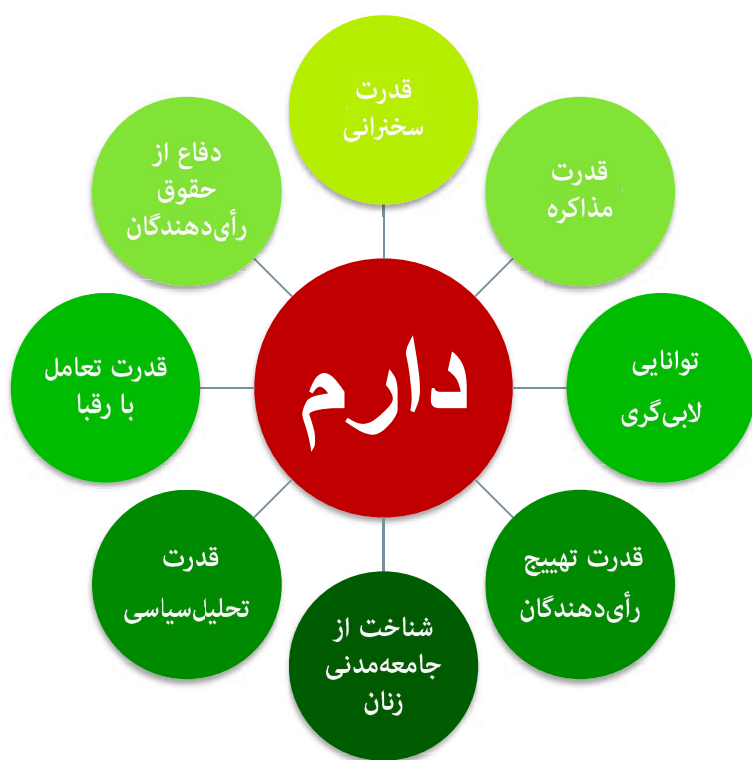 قدرت
سخنرانی
قدرت
مذاکره
توانایی
لابی‌گری
قدرت تهییج
رأی‌دهندگان
شناخت از
جامعه‌مدنی
زنان
قدرت
تحلیل‌سیاسی
قدرت تعامل
با رقبا
دفاع از
حقوق
رأی‌دهندگان
دارم